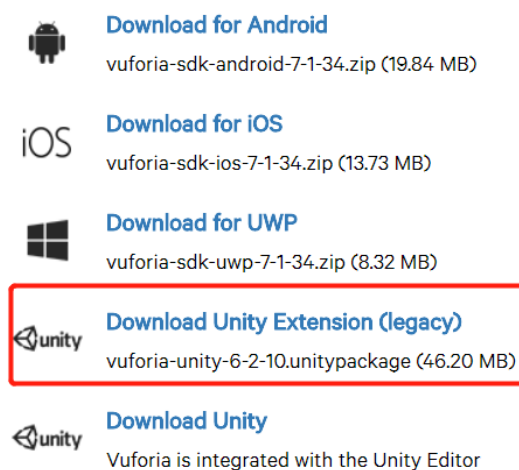 Download for Android
vuforia-sdk-android-7-1-34.zip (19.84 MB)
iOS
Download for iOS
vuforia-sdk-ios-7-1-34.zip (13.73 MB)
Download for UWP
vuforia-sdk-uwp-7-1-34.zip (8.32 MB)
Download Unity Extension (legacy)
unity
vuforia-unity-6-2-10.unitypackage (46.20 MB)
Download Unity
unity
Vuforia is integrated with the Unity Editor